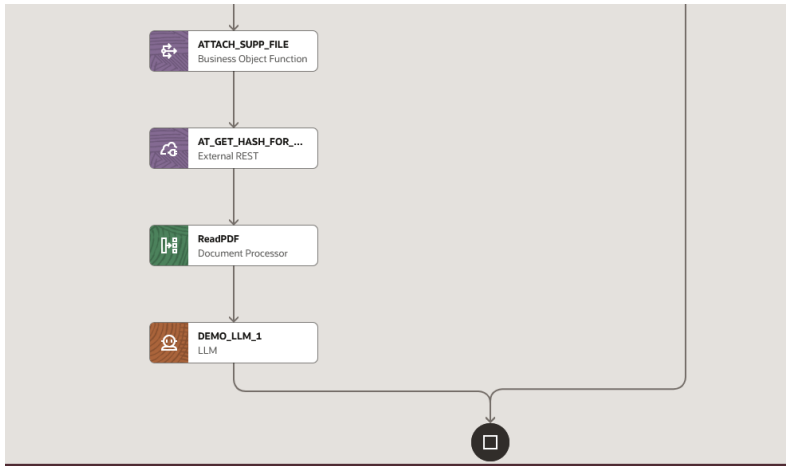 ATTACH_SUPP_FILE
Business Object Function
AT_GET_HASH_FOR_...
External REST
ReadPDF
Document Processor
DEMO_LLM_1
LLM